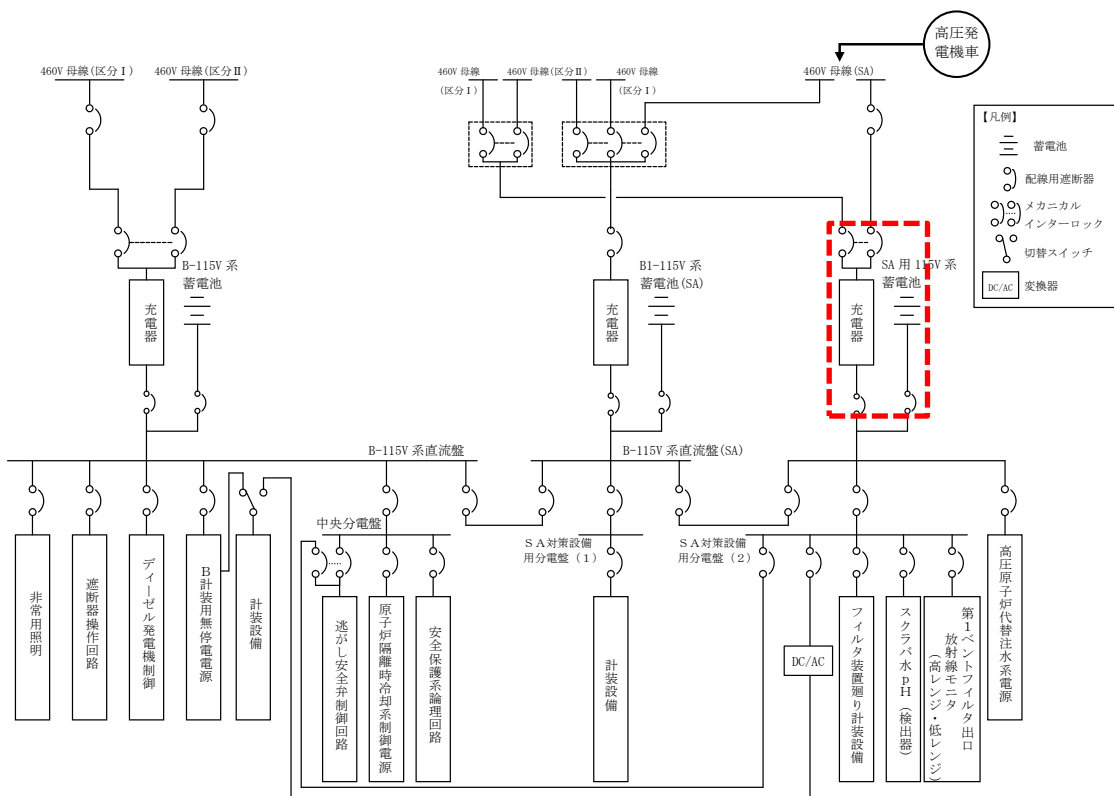 高圧発
電機車
460V 母線(区分Ⅰ)
460V 母線(区分Ⅱ)
460V 母線
(区分Ⅰ)
460V 母線(区分Ⅱ)
460V 母線
(区分Ⅰ)
460V 母線(SA)
【凡例】
蓄電池
配線用遮断器
メカニカル
インターロック
切替スイッチ
DC/AC
変換器
B-115V 系
蓄電池
充電器
B1-115V 系
蓄電池(SA)
充電器
SA 用 115V 系
蓄電池
充電器
B-115V 系直流盤
B-115V 系直流盤(SA)
中央分電盤
ＳＡ対策設備
用分電盤（1）
ＳＡ対策設備
用分電盤（2）
非常用照明
遮断器操作回路
ディーゼル発電機制御
Ｂ計装用無停電電源
計装設備
逃がし安全弁制御回路
原子炉隔離時冷却系制御電源
安全保護系論理回路
計装設備
DC/AC
フィルタ装置廻り計装設備
スクラバ水 pH（検出器）
第1ベントフィルタ出口
放射線モニタ
（高レンジ・低レンジ）
高圧原子炉代替注水系電源